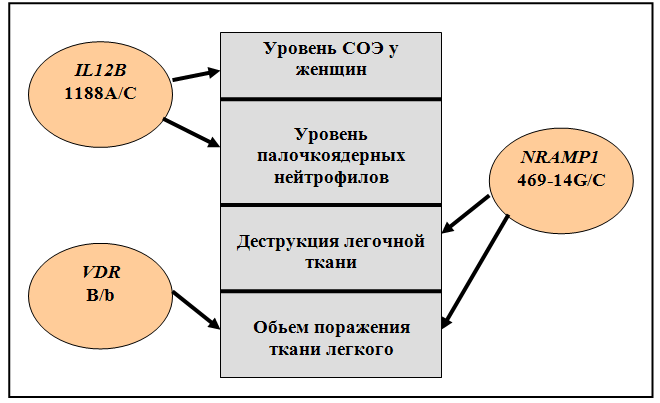 IL12B
1188A/C
VDR
B/b
Уровень СОЭ у
женщин
Уровень
палочкоядерных
нейтрофилов
Деструкция легочной
ткани
Обьем поражения
ткани легкого
NRAMP1
469-14G/C